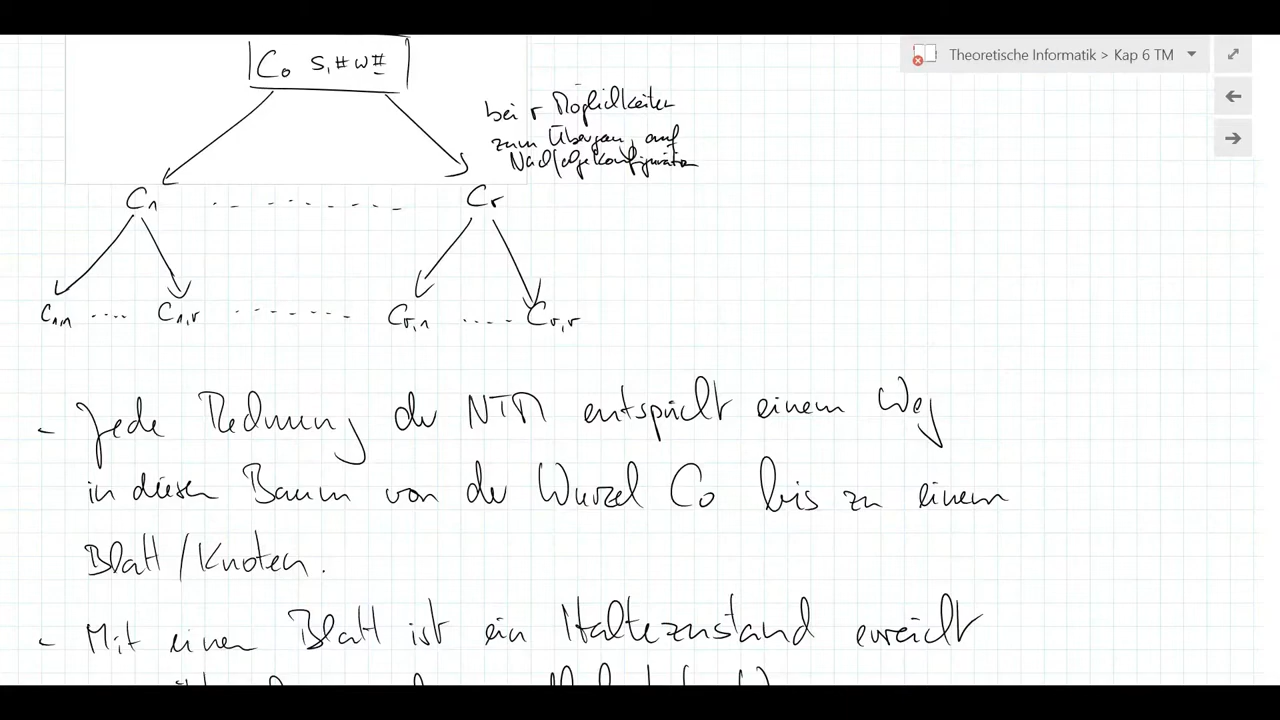 Theoretische Informatik > Kap 6 TM
C₀ s, # w #
bei r Möglichkeiten
zum Übergang auf
Nachfolgekonfiguration
C₁ ............ Cᵣ
C₁,₁ .... C₁,ᵣ ............ Cᵣ,₁ ..... Cᵣ,ᵣ
- Jede Rechnung der NTM entspricht einem Weg
in diesem Baum von der Wurzel C₀ bis zu einem
Blatt/Knoten.
- Mit einem Blatt ist ein Haltezustand erreicht